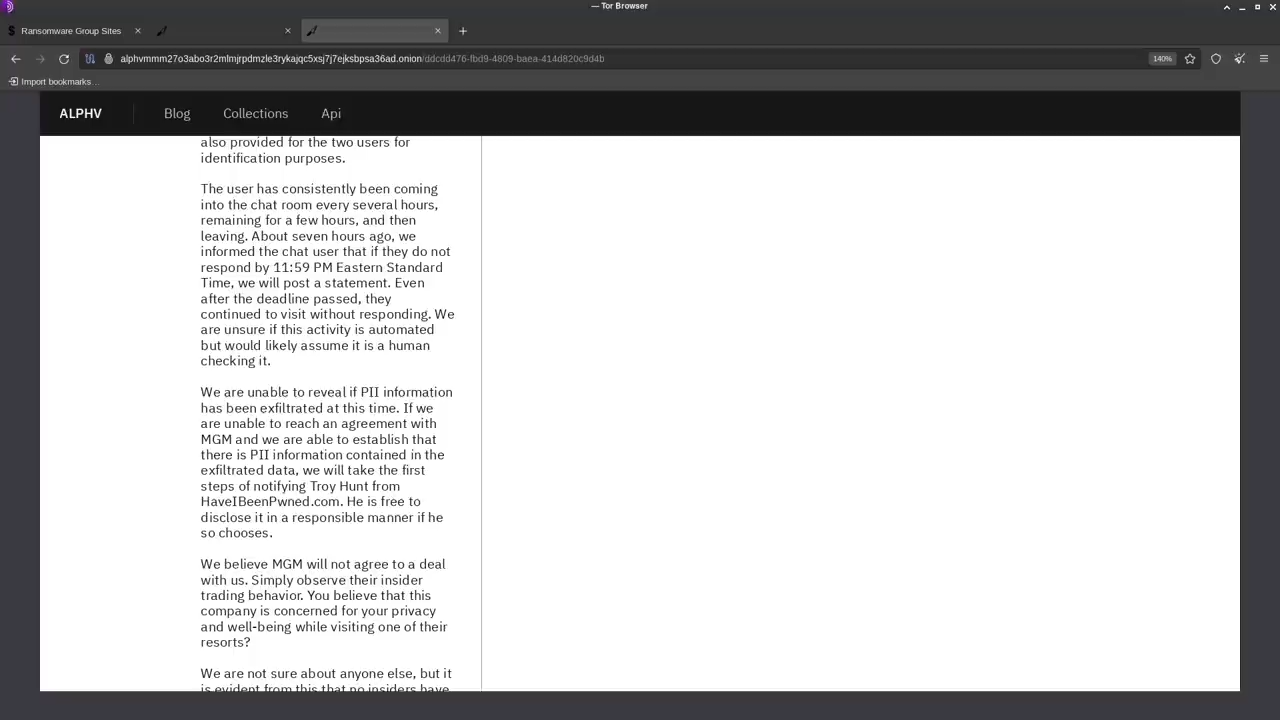 — Tor Browser
Ransomware Group Sites
alphvmmm27o3abo3r2mlmjrpdmzle3rykajqc5xsj7j7ejksbpsa36ad.onion/ddcdd476-fbd9-4809-baea-414d820c9d4b
140%
Import bookmarks...
ALPHV
Blog
Collections
Api
also provided for the two users for
identification purposes.
The user has consistently been coming
into the chat room every several hours,
remaining for a few hours, and then
leaving. About seven hours ago, we
informed the chat user that if they do not
respond by 11:59 PM Eastern Standard
Time, we will post a statement. Even
after the deadline passed, they
continued to visit without responding. We
are unsure if this activity is automated
but would likely assume it is a human
checking it.
We are unable to reveal if PII information
has been exfiltrated at this time. If we
are unable to reach an agreement with
MGM and we are able to establish that
there is PII information contained in the
exfiltrated data, we will take the first
steps of notifying Troy Hunt from
HaveIBeenPwned.com. He is free to
disclose it in a responsible manner if he
so chooses.
We believe MGM will not agree to a deal
with us. Simply observe their insider
trading behavior. You believe that this
company is concerned for your privacy
and well-being while visiting one of their
resorts?
We are not sure about anyone else, but it
is evident from this that no insiders have